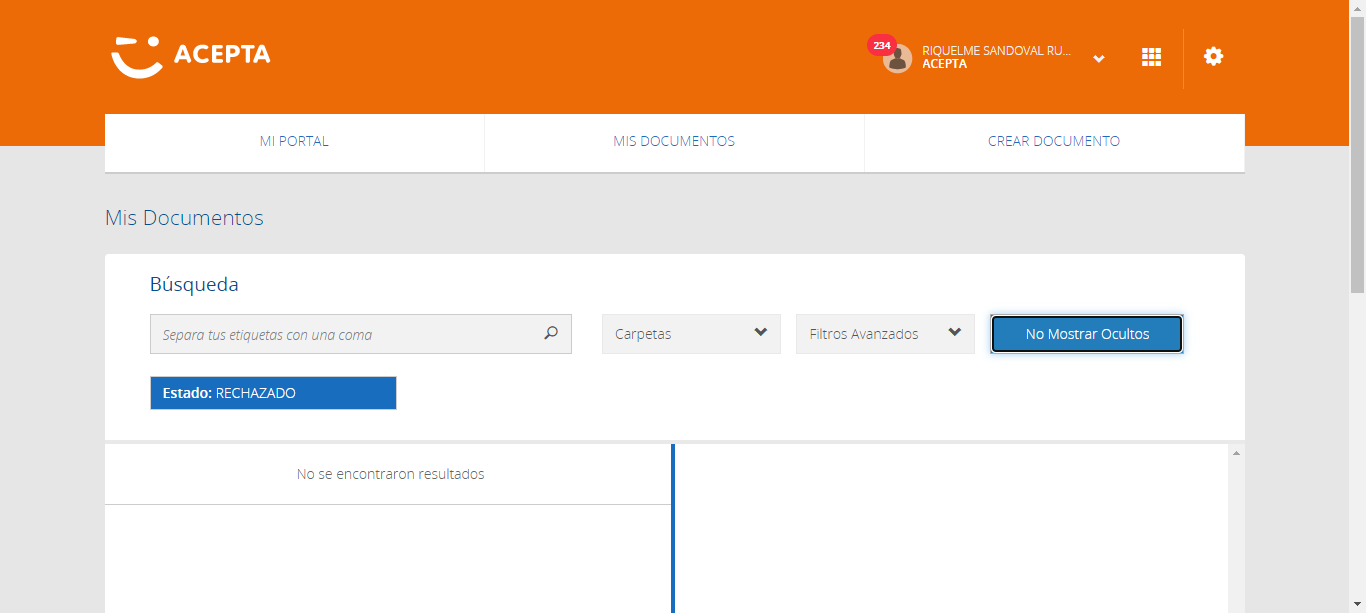 ACEPTA
234
RIQUELME SANDOVAL RU...
ACEPTA
MI PORTAL
MIS DOCUMENTOS
CREAR DOCUMENTO
Mis Documentos
Búsqueda
Separa tus etiquetas con una coma
Carpetas
Filtros Avanzados
No Mostrar Ocultos
Estado: RECHAZADO
No se encontraron resultados